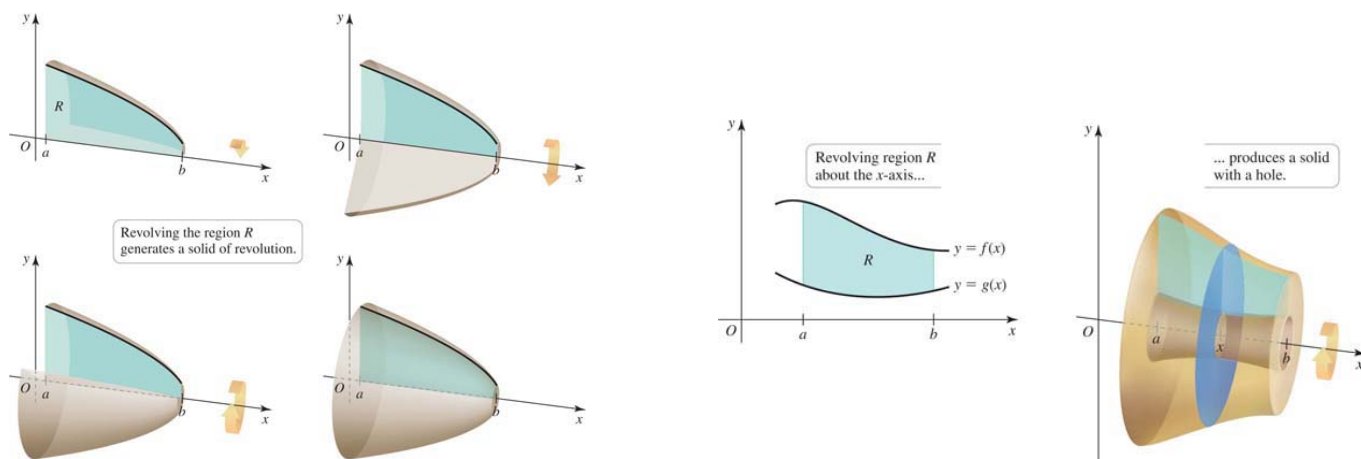 y
R
O
a
b
x
y
O
a
b
x
Revolving the region R
generates a solid of revolution.
y
O
a
b
x
y
O
a
b
x
y
Revolving region R
about the x-axis...
R
y = f(x)
y = g(x)
O
a
b
x
y
... produces a solid
with a hole.
O
a
x
b
x